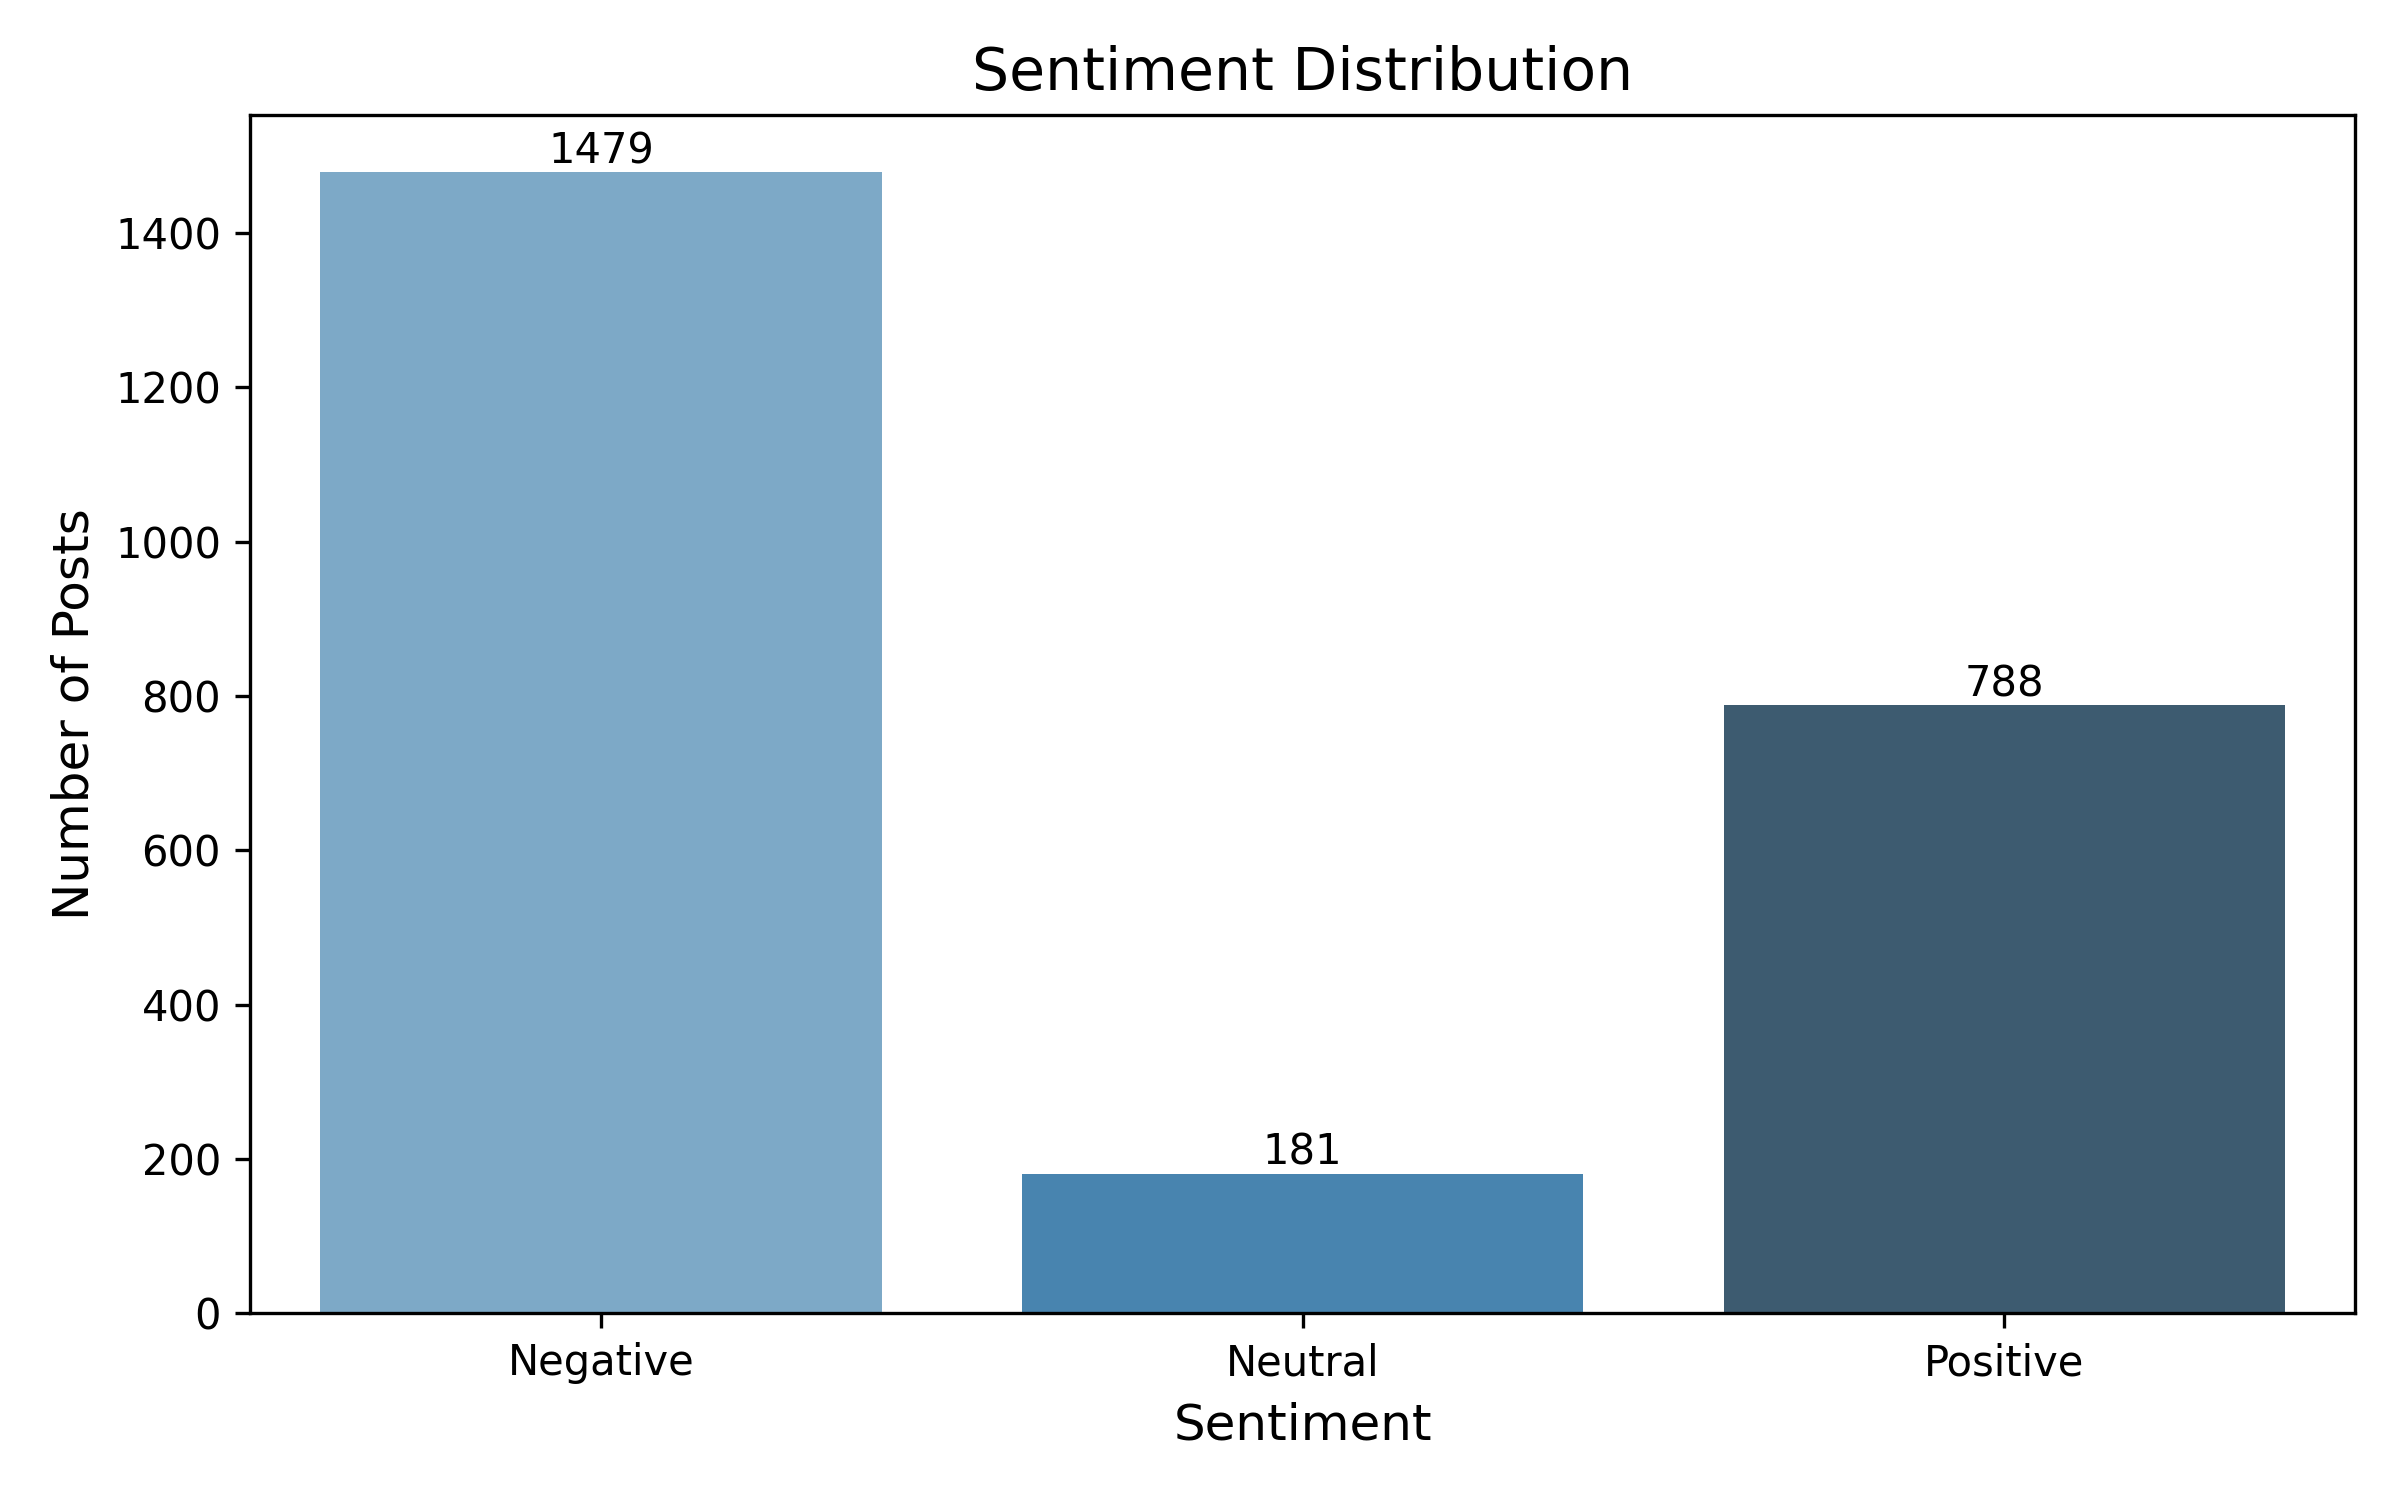 Sentiment Distribution
1479
1400
1200
1000
800
600
400
200
0
Number of Posts
788
181
Negative
Neutral
Positive
Sentiment